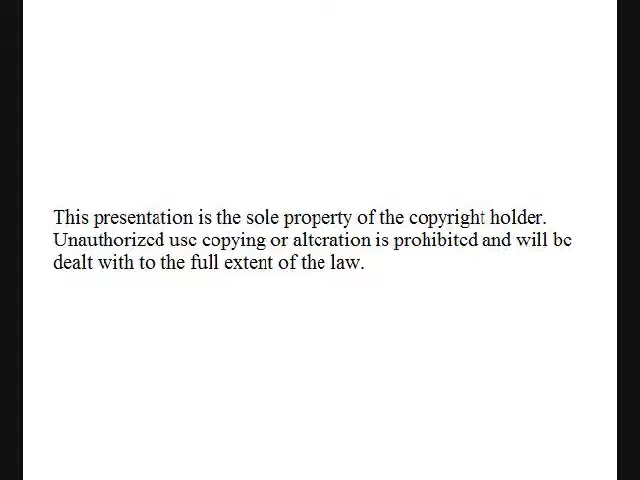 This presentation is the sole property of the copyright holder.
Unauthorized use copying or alteration is prohibited and will be
dealt with to the full extent of the law.